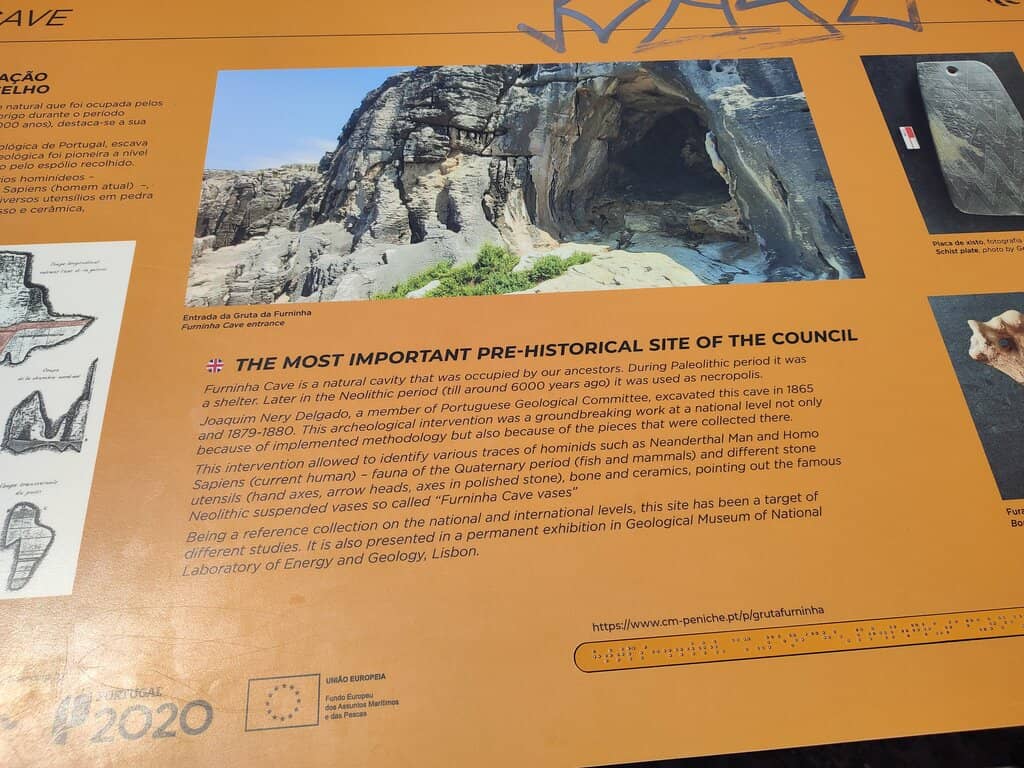 CAVE
AÇÃO
ELHO
natural que foi ocupada pelos
brigo durante o período
000 anos), destaca-se a sua
ológica de Portugal, escava
eológica foi pioneira a nível
o pelo espólio recolhido.
ios hominídeos –
Sapiens (homem atual) –,
iversos utensílios em pedra
sso e cerâmica,
Entrada da Gruta da Furninha
Furninha Cave entrance
Placa de xisto, fotografia
Schist plate, photo by Ge
THE MOST IMPORTANT PRE-HISTORICAL SITE OF THE COUNCIL
Furninha Cave is a natural cavity that was occupied by our ancestors. During Paleolithic period it was
a shelter. Later in the Neolithic period (till around 6000 years ago) it was used as necropolis.
Joaquim Nery Delgado, a member of Portuguese Geological Committee, excavated this cave in 1865
and 1879-1880. This archeological intervention was a groundbreaking work at a national level not only
because of implemented methodology but also because of the pieces that were collected there.
This intervention allowed to identify various traces of hominids such as Neanderthal Man and Homo
Sapiens (current human) – fauna of the Quaternary period (fish and mammals) and different stone
utensils (hand axes, arrow heads, axes in polished stone), bone and ceramics, pointing out the famous
Neolithic suspended vases so called “Furninha Cave vases”
Being a reference collection on the national and international levels, this site has been a target of
different studies. It is also presented in a permanent exhibition in Geological Museum of National
Laboratory of Energy and Geology, Lisbon.
Fura
Bo
https://www.cm-peniche.pt/p/grutafurninha
PORTUGAL
2020
UNIÃO EUROPEIA
Fundo Europeu
dos Assuntos Marítimos
e das Pescas